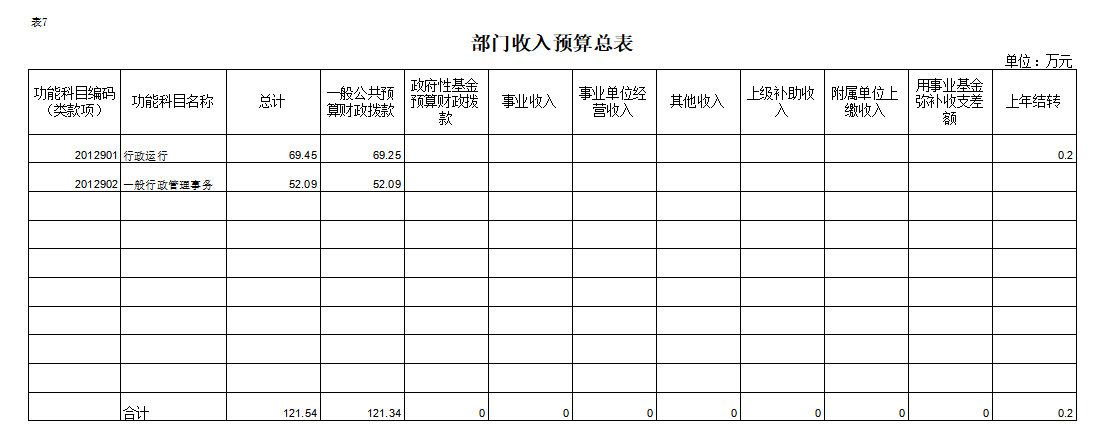 表7
部门收入预算总表
单位：万元
功能科目编码（类款项） 功能科目名称 总计 一般公共预算财政拨款 政府性基金预算财政拨款 事业收入 事业单位经营收入 其他收入 上级补助收入 附属单位上缴收入 用事业基金弥补收支差额 上年结转
2012901 行政运行 69.45 69.25 0.2
2012902 一般行政管理事务 52.09 52.09
合计 121.54 121.34 0 0 0 0 0 0 0 0.2